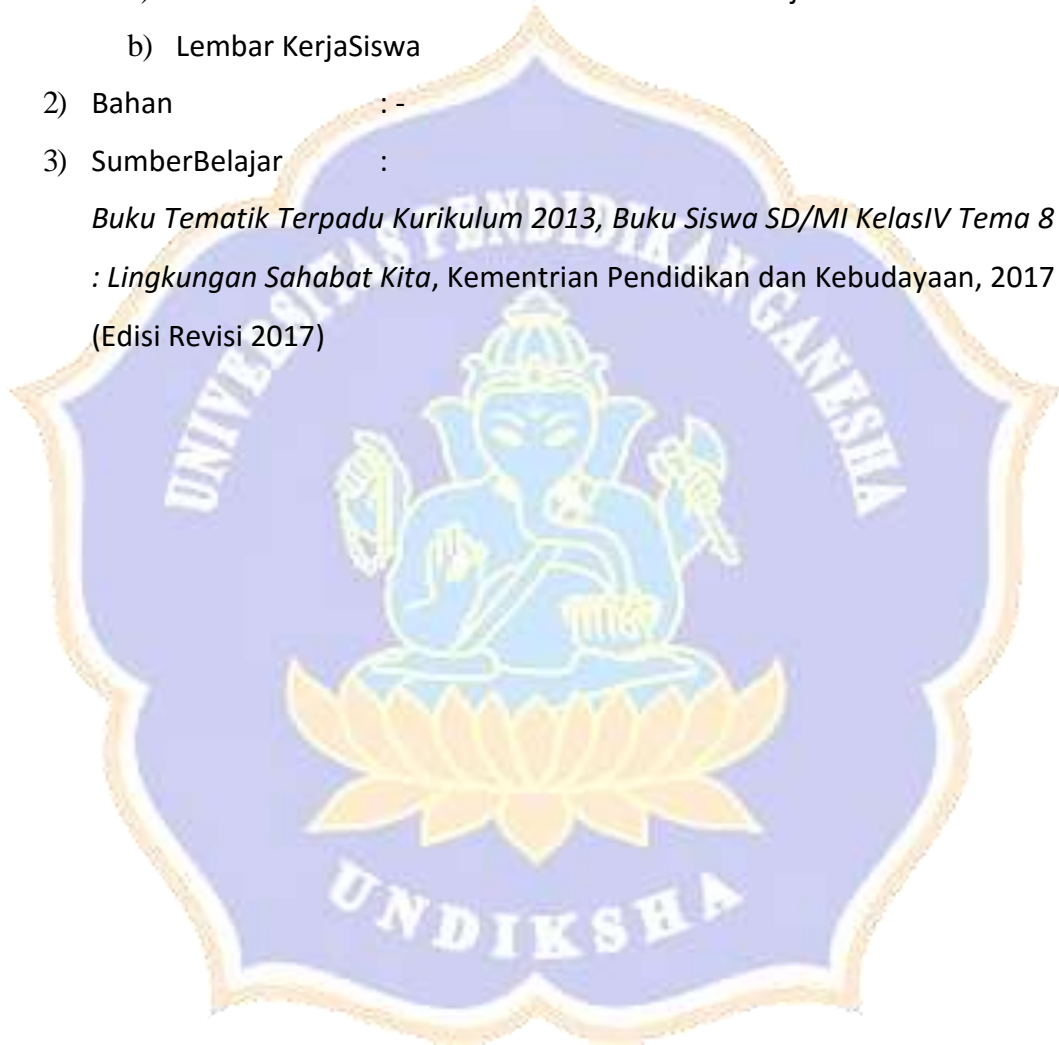 b) Lembar KerjaSiswa
2) Bahan : -
3) SumberBelajar :
Buku Tematik Terpadu Kurikulum 2013, Buku Siswa SD/MI KelasIV Tema 8
: Lingkungan Sahabat Kita, Kementrian Pendidikan dan Kebudayaan, 2017
(Edisi Revisi 2017)
UNIVERSITAS PENDIDIKAN GANESHA
UNDIKSHA